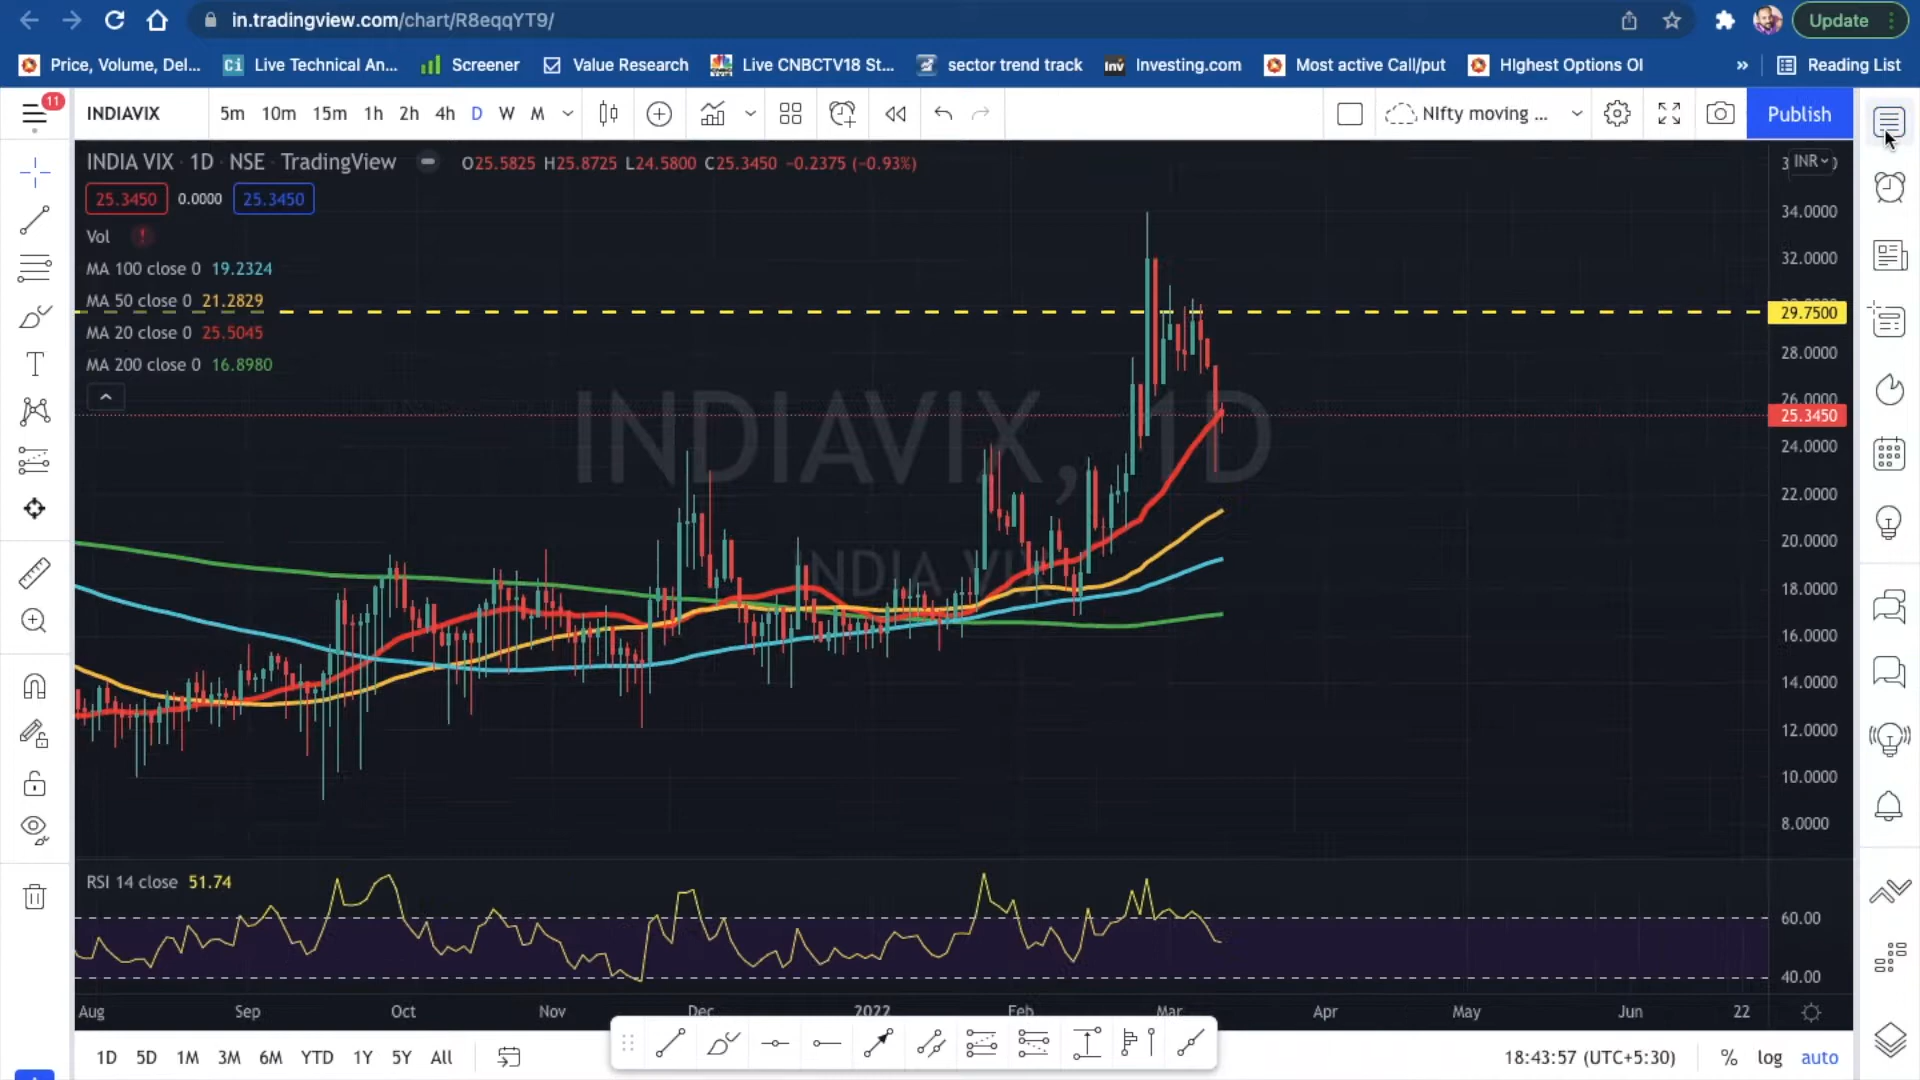 in.tradingview.com/chart/R8eqqYT9/
Update
Price, Volume, Del...
Ci Live Technical An...
Screener
Value Research
Live CNBCTV18 St...
sector trend track
Inv Investing.com
Most active Call/put
HIghest Options OI
»
Reading List
11
INDIAVIX
5m 10m 15m 1h 2h 4h D W M
NIfty moving ...
Publish
INDIA VIX · 1D · NSE · TradingView
O25.5825 H25.8725 L24.5800 C25.3450 −0.2375 (−0.93%)
INR
25.3450 0.0000 25.3450
34.0000
Vol !
32.0000
MA 100 close 0 19.2324
MA 50 close 0 21.2829
29.7500
MA 20 close 0 25.5045
28.0000
MA 200 close 0 16.8980
26.0000
25.3450
INDIAVIX, 1D
24.0000
22.0000
20.0000
INDIA VIX
18.0000
16.0000
14.0000
12.0000
10.0000
8.0000
RSI 14 close 51.74
60.00
40.00
Aug Sep Oct Nov Dec 2022 Feb Mar Apr May Jun 22
1D 5D 1M 3M 6M YTD 1Y 5Y All
18:43:57 (UTC+5:30) % log auto